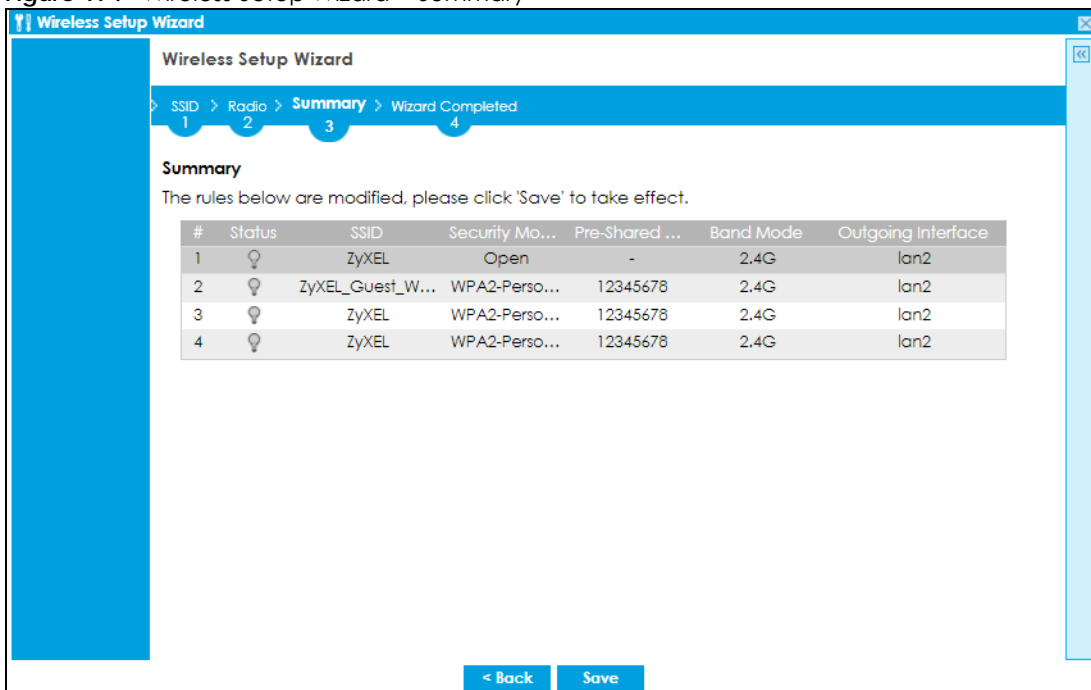 Wireless Setup Wizard
Wireless Setup Wizard
SSID > Radio > Summary > Wizard Completed
1 2 3 4
Summary
The rules below are modified, please click 'Save' to take effect.
# Status SSID Security Mo... Pre-Shared ... Band Mode Outgoing Interface
1 ZyXEL Open - 2.4G lan2
2 ZyXEL_Guest_W... WPA2-Perso... 12345678 2.4G lan2
3 ZyXEL WPA2-Perso... 12345678 2.4G lan2
4 ZyXEL WPA2-Perso... 12345678 2.4G lan2
< Back Save